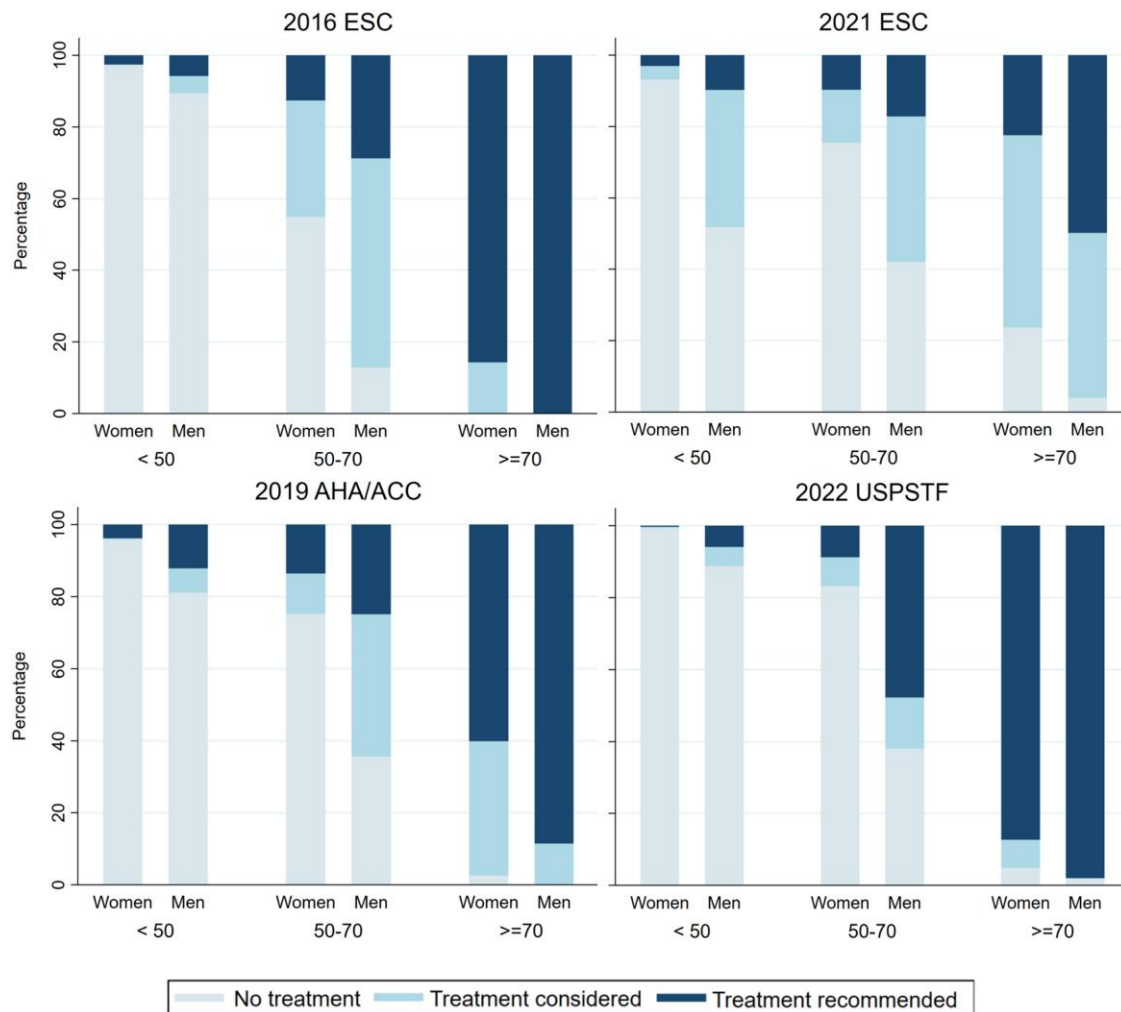 2016 ESC
2021 ESC
Percentage
100
80
60
40
20
0
Women Men Women Men Women Men
< 50 50-70 >=70
Women Men Women Men Women Men
< 50 50-70 >=70
2019 AHA/ACC
2022 USPSTF
Percentage
100
80
60
40
20
0
Women Men Women Men Women Men
< 50 50-70 >=70
Women Men Women Men Women Men
< 50 50-70 >=70
No treatment Treatment considered Treatment recommended